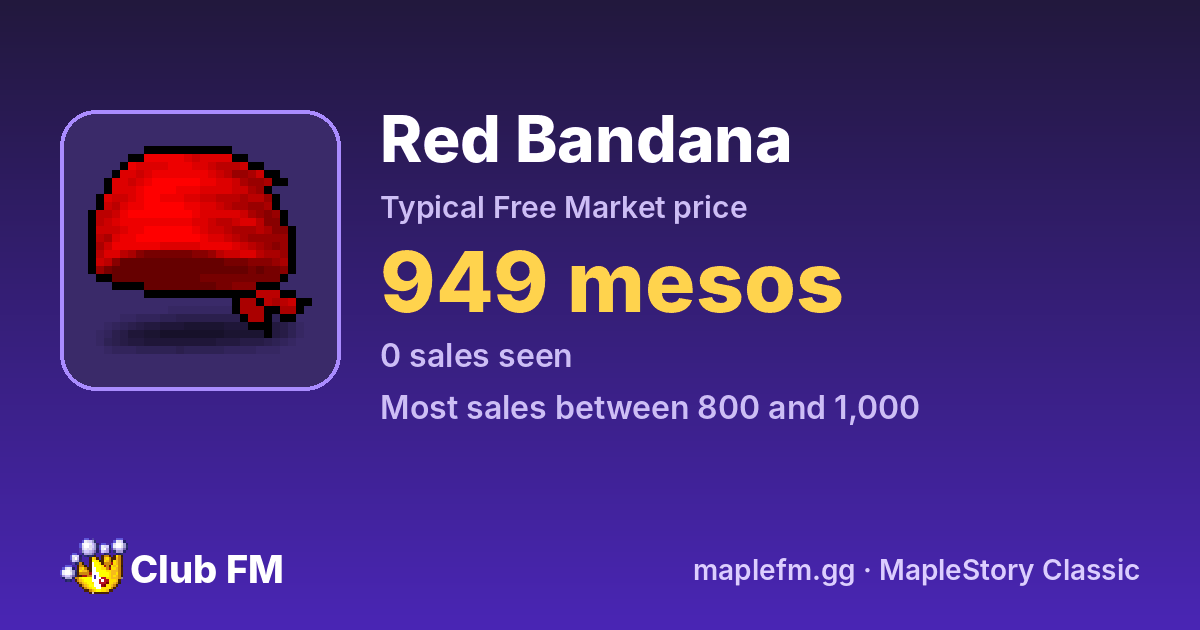 Red Bandana
Typical Free Market price
949 mesos
0 sales seen
Most sales between 800 and 1,000
Club FM
maplefm.gg · MapleStory Classic